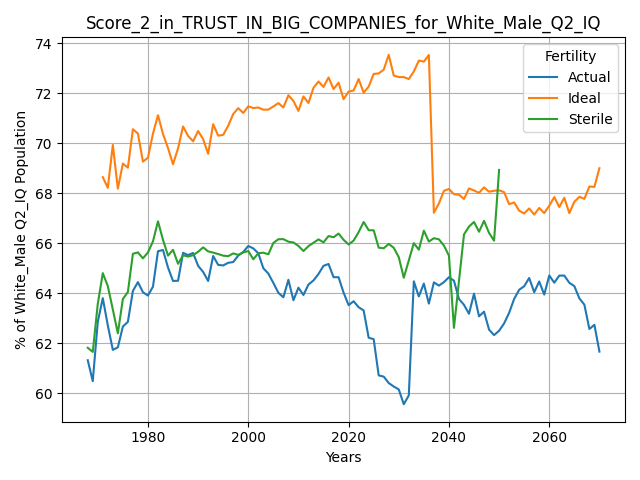 Score_2_in_TRUST_IN_BIG_COMPANIES_for_White_Male_Q2_IQ
Fertility
Actual
Ideal
Sterile
% of White_Male Q2_IQ Population
74
72
70
68
66
64
62
60
1980
2000
2020
2040
2060
Years